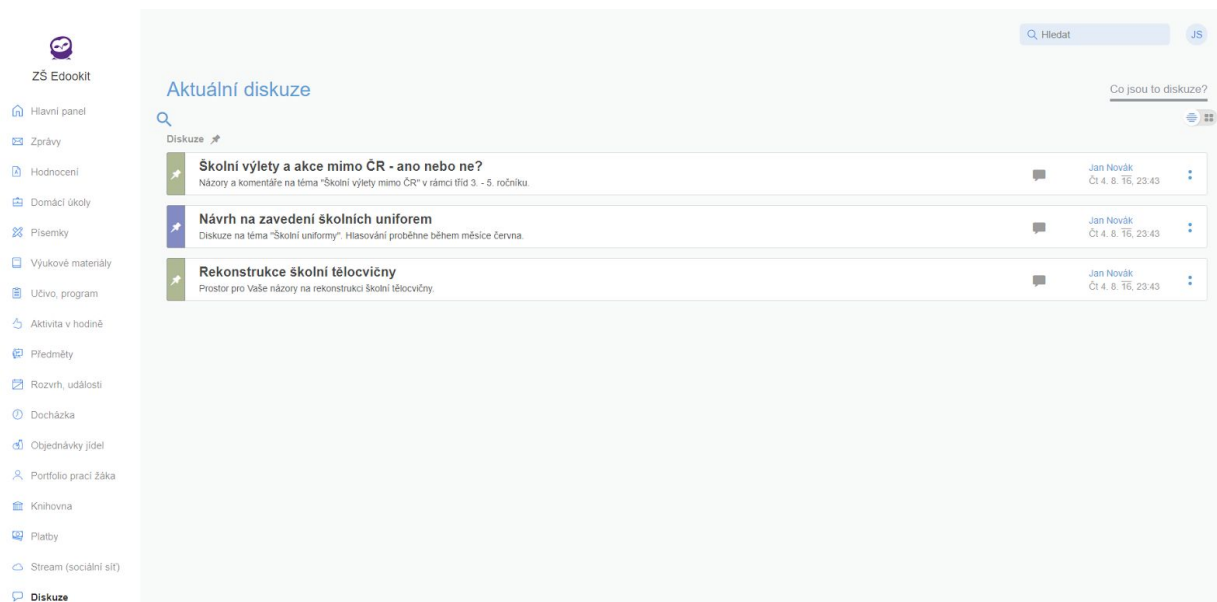 ZŠ Edookit
Hlavní panel
Zprávy
Hodnocení
Domácí úkoly
Písemky
Výukové materiály
Učivo, program
Aktivita v hodině
Předměty
Rozvrh, události
Docházka
Objednávky jídel
Portfolio prací žáka
Knihovna
Platby
Stream (sociální síť)
Diskuze
Hledat
JS
Aktuální diskuze
Co jsou to diskuze?
Diskuze
Školní výlety a akce mimo ČR - ano nebo ne?
Názory a komentáře na téma "Školní výlety mimo ČR" v rámci tříd 3. - 5. ročníku.
Jan Novák
Čt 4. 8. 16, 23:43
Návrh na zavedení školních uniforem
Diskuze na téma "Školní uniformy". Hlasování proběhne během měsíce června.
Jan Novák
Čt 4. 8. 16, 23:43
Rekonstrukce školní tělocvičny
Prostor pro Vaše názory na rekonstrukci školní tělocvičny.
Jan Novák
Čt 4. 8. 16, 23:43